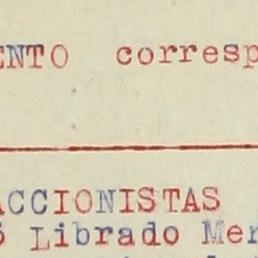 ENTO corresp
ACCIONISTAS
Librado Mer